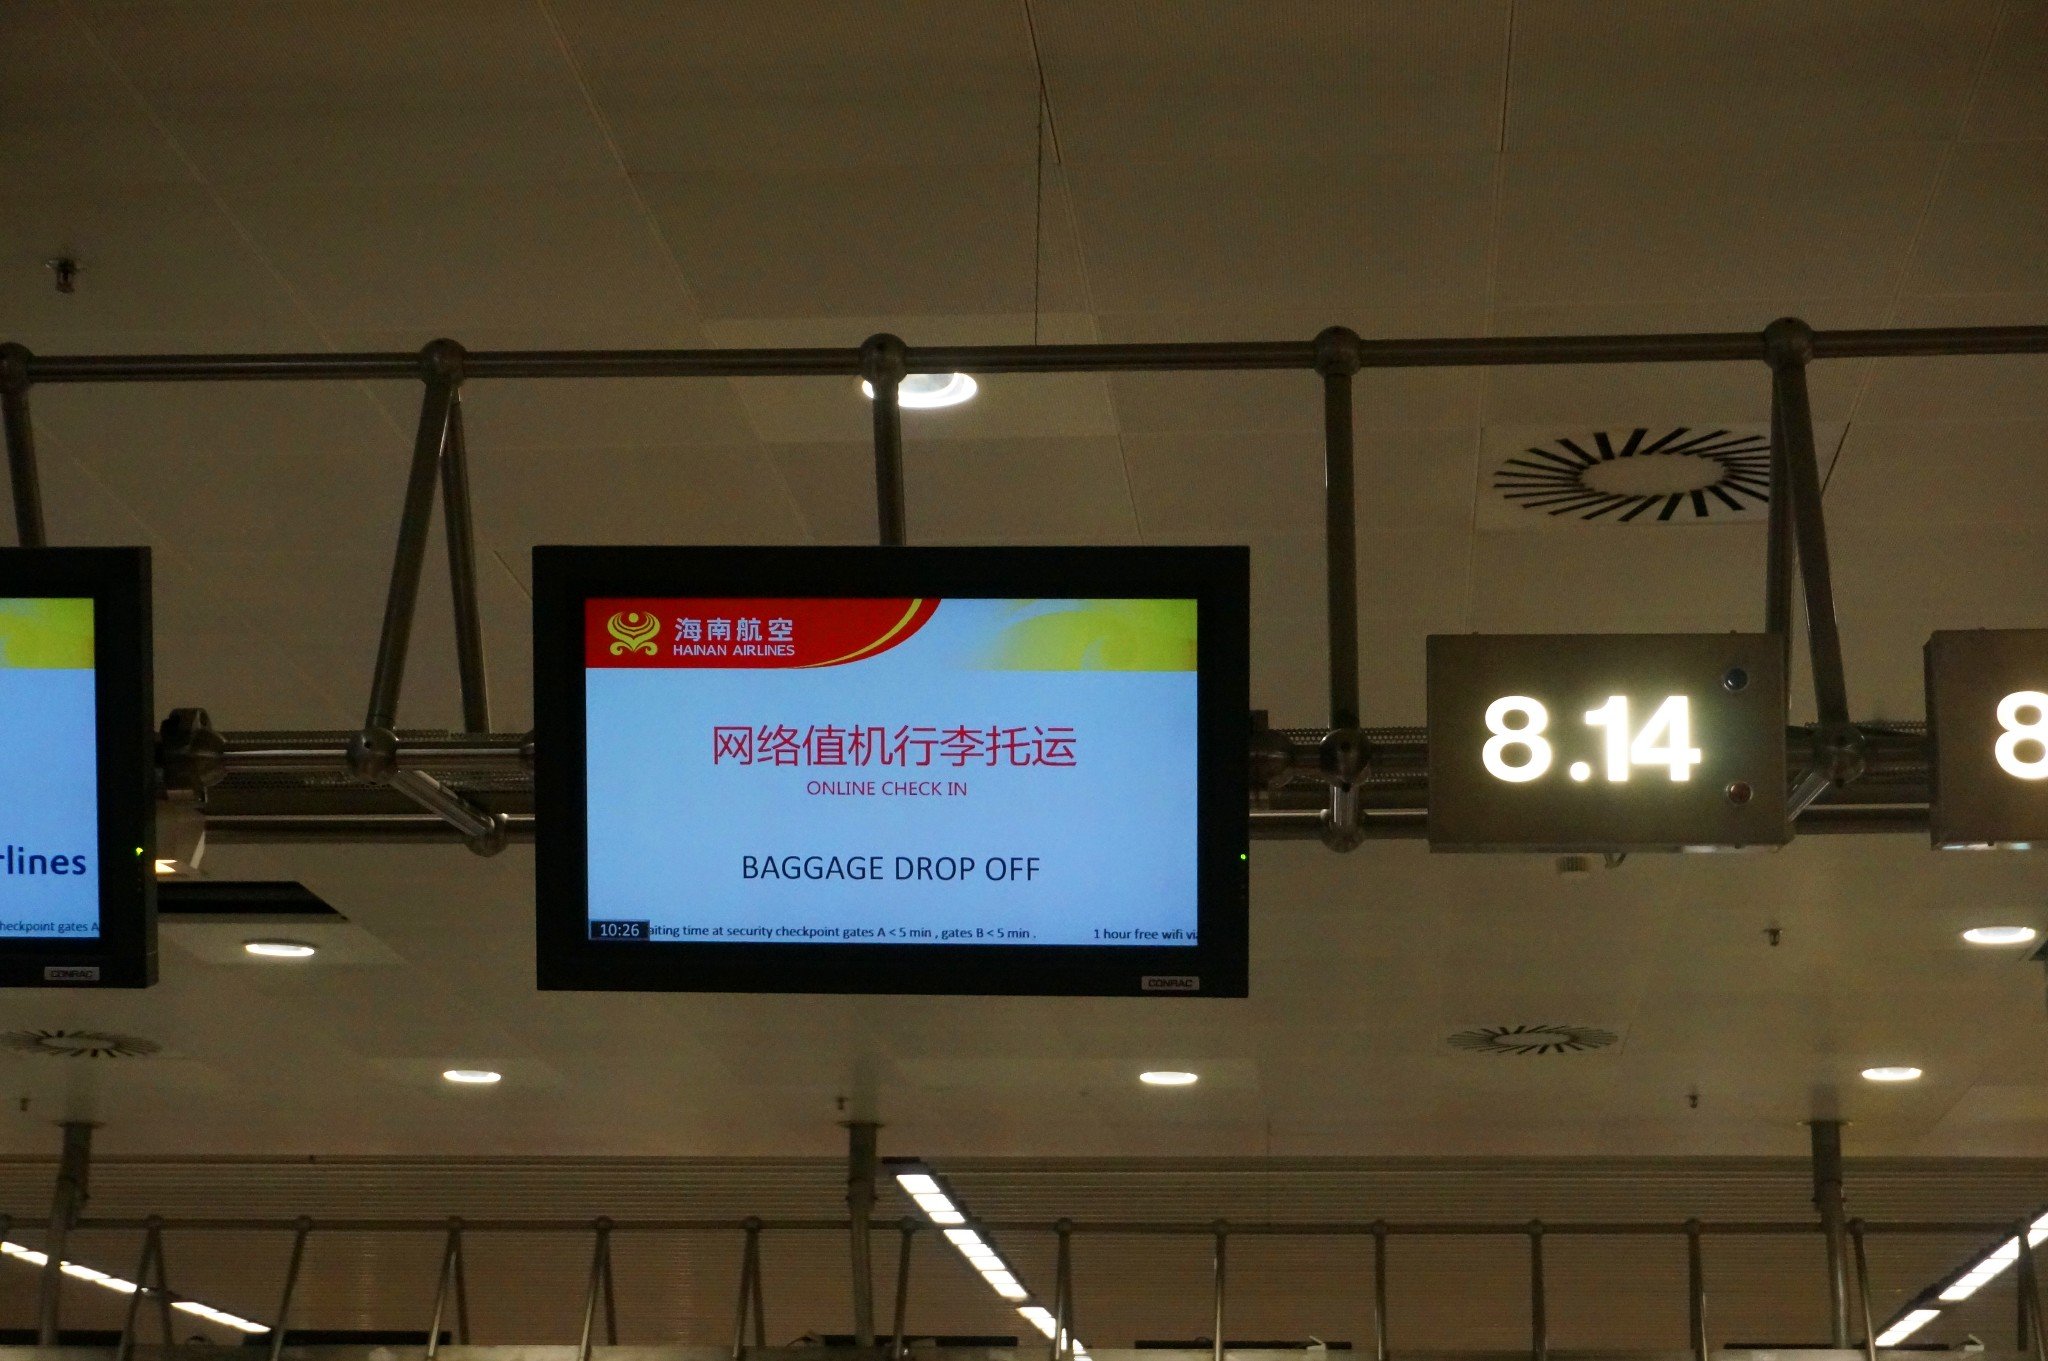 海南航空
HAINAN AIRLINES
网络值机行李托运
ONLINE CHECK IN
BAGGAGE DROP OFF
10:26 aiting time at security checkpoint gates A < 5 min , gates B < 5 min . 1 hour free wifi
CONRAC
8.14
8
rlines
heckpoint gates A
CONRAC